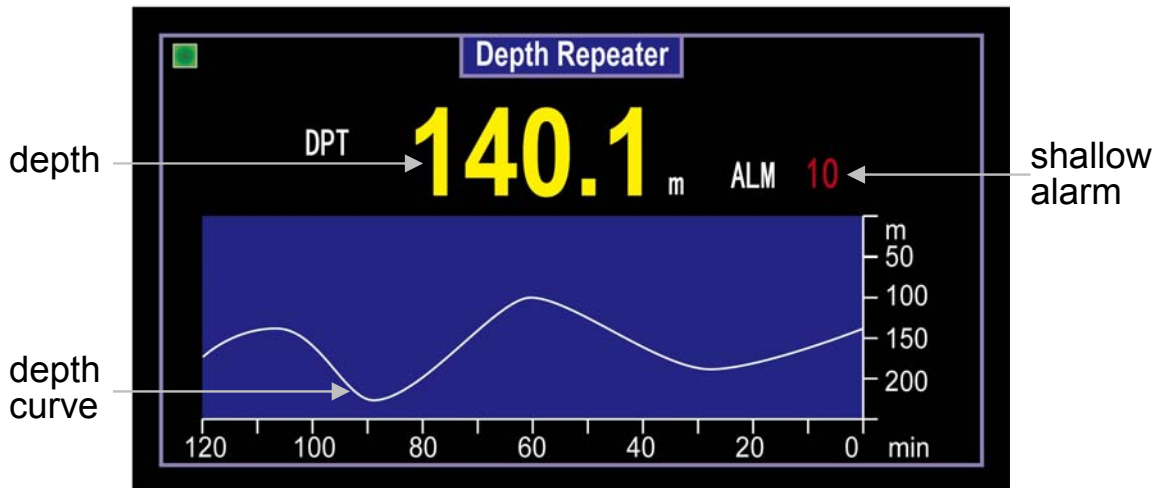 Depth Repeater
depth
DPT 140.1 m ALM 10
shallow
alarm
m
50
100
150
200
depth
curve
120 100 80 60 40 20 0 min